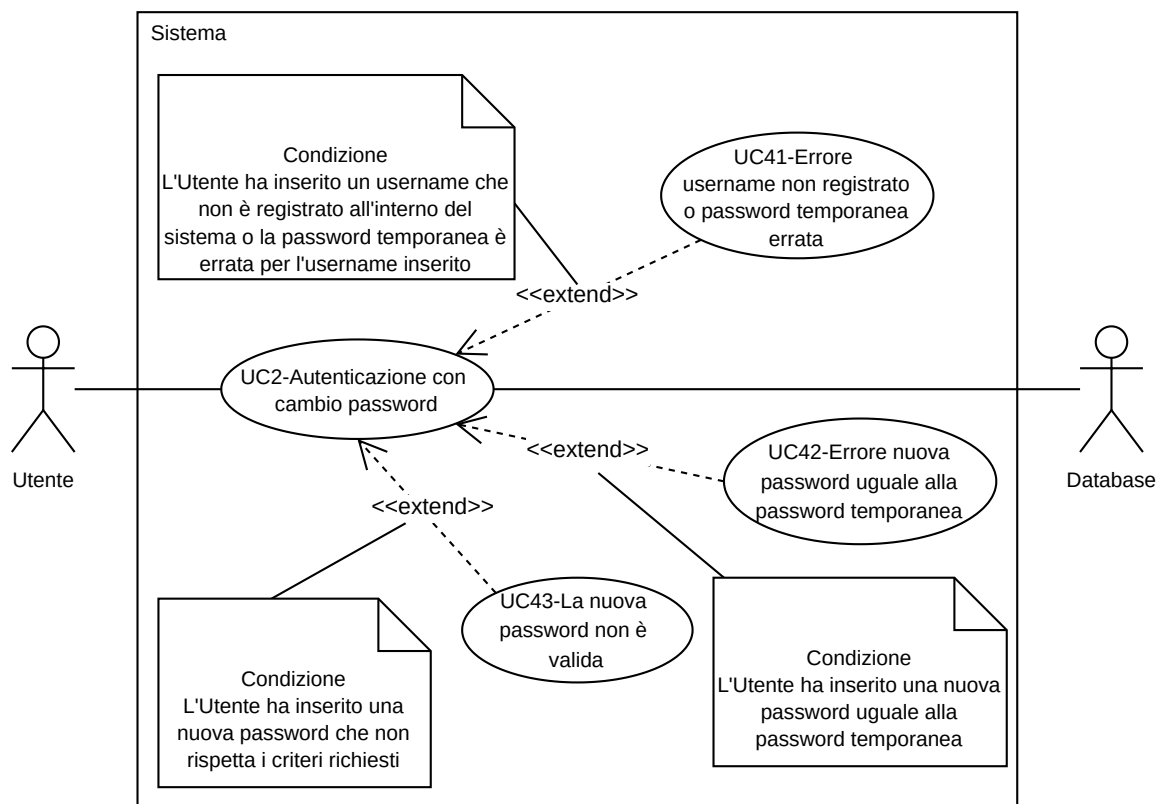 Sistema
Condizione
L'Utente ha inserito un username che
non è registrato all'interno del
sistema o la password temporanea è
errata per l'username inserito
UC41-Errore
username non registrato
o password temporanea
errata
<<extend>>
UC2-Autenticazione con
cambio password
Utente
Database
<<extend>>
UC42-Errore nuova
password uguale alla
password temporanea
<<extend>>
UC43-La nuova
password non è
valida
Condizione
L'Utente ha inserito una
nuova password che non
rispetta i criteri richiesti
Condizione
L'Utente ha inserito una nuova
password uguale alla
password temporanea